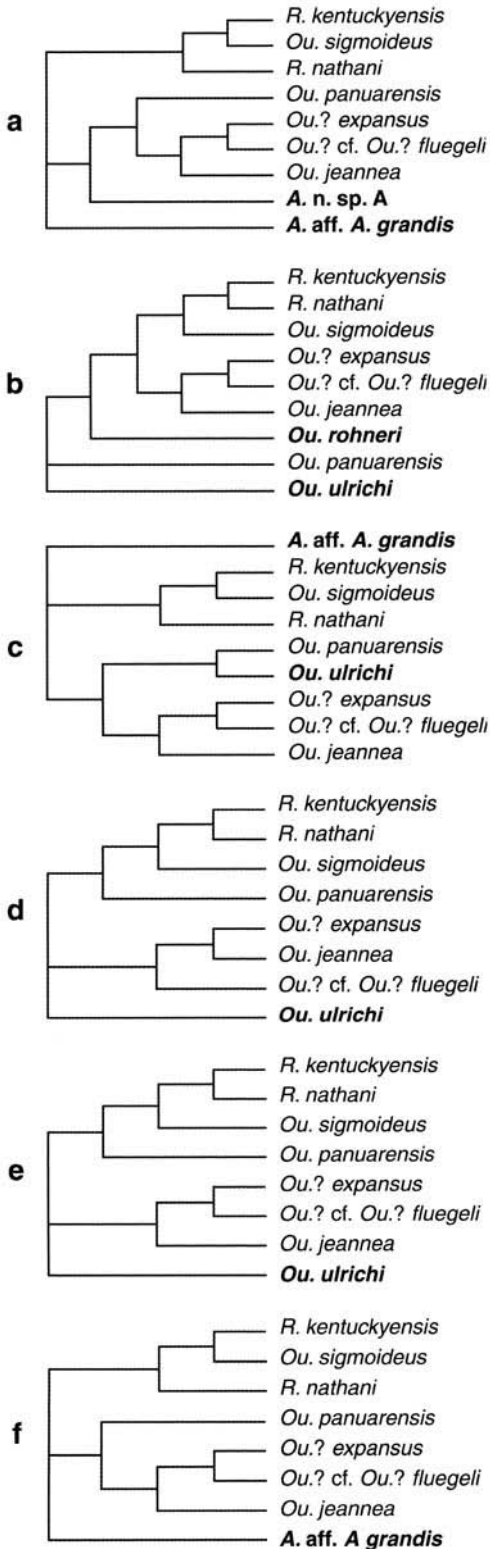 R. kentuckyensis
Ou. sigmoideus
R. nathani
Ou. panuarensis
a
Ou.? expansus
Ou.? cf. Ou.? fluegeli
Ou. jeannea
A. n. sp. A
A. aff. A. grandis
R. kentuckyensis
R. nathani
Ou. sigmoideus
Ou.? expansus
b
Ou.? cf. Ou.? fluegeli
Ou. jeannea
Ou. rohneri
Ou. panuarensis
Ou. ulrichi
A. aff. A. grandis
R. kentuckyensis
Ou. sigmoideus
R. nathani
c
Ou. panuarensis
Ou. ulrichi
Ou.? expansus
Ou.? cf. Ou.? fluegeli
Ou. jeannea
R. kentuckyensis
R. nathani
Ou. sigmoideus
Ou. panuarensis
d
Ou.? expansus
Ou. jeannea
Ou.? cf. Ou.? fluegeli
Ou. ulrichi
R. kentuckyensis
R. nathani
Ou. sigmoideus
Ou. panuarensis
e
Ou.? expansus
Ou.? cf. Ou.? fluegeli
Ou. jeannea
Ou. ulrichi
R. kentuckyensis
Ou. sigmoideus
R. nathani
Ou. panuarensis
f
Ou.? expansus
Ou.? cf. Ou.? fluegeli
Ou. jeannea
A. aff. A grandis